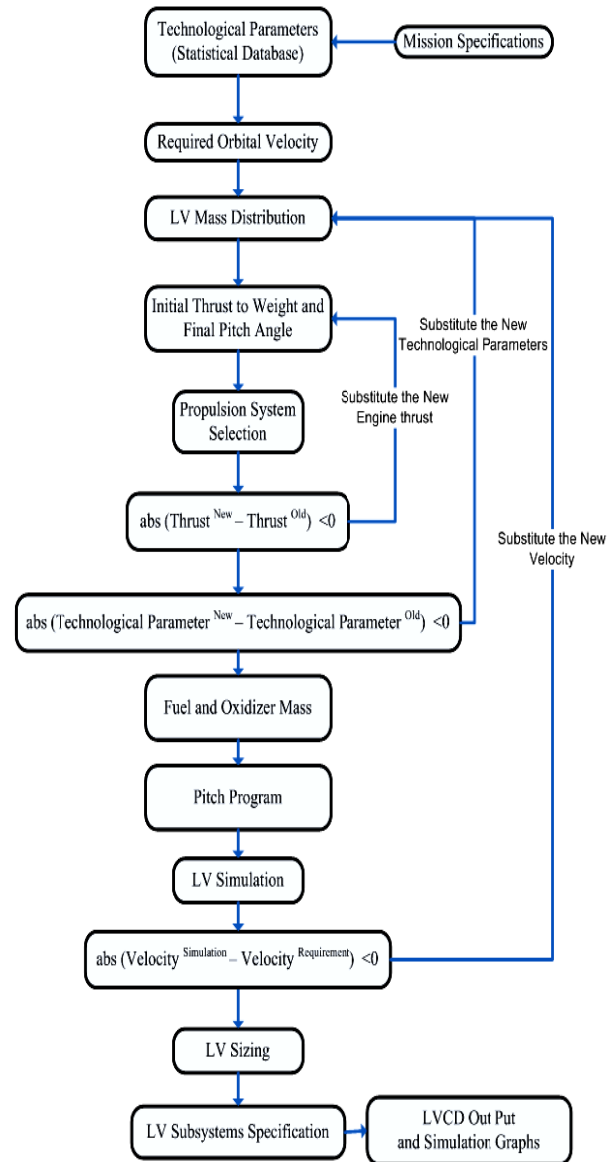 Technological Parameters
(Statistical Database)
Mission Specifications
Required Orbital Velocity
LV Mass Distribution
Initial Thrust to Weight and
Final Pitch Angle
Substitute the New
Technological Parameters
Substitute the New
Engine thrust
Propulsion System
Selection
abs (Thrust New – Thrust Old) <0
Substitute the New
Velocity
abs (Technological Parameter New – Technological Parameter Old) <0
Fuel and Oxidizer Mass
Pitch Program
LV Simulation
abs (Velocity Simulation – Velocity Requirement) <0
LV Sizing
LV Subsystems Specification
LVCD Out Put
and Simulation Graphs